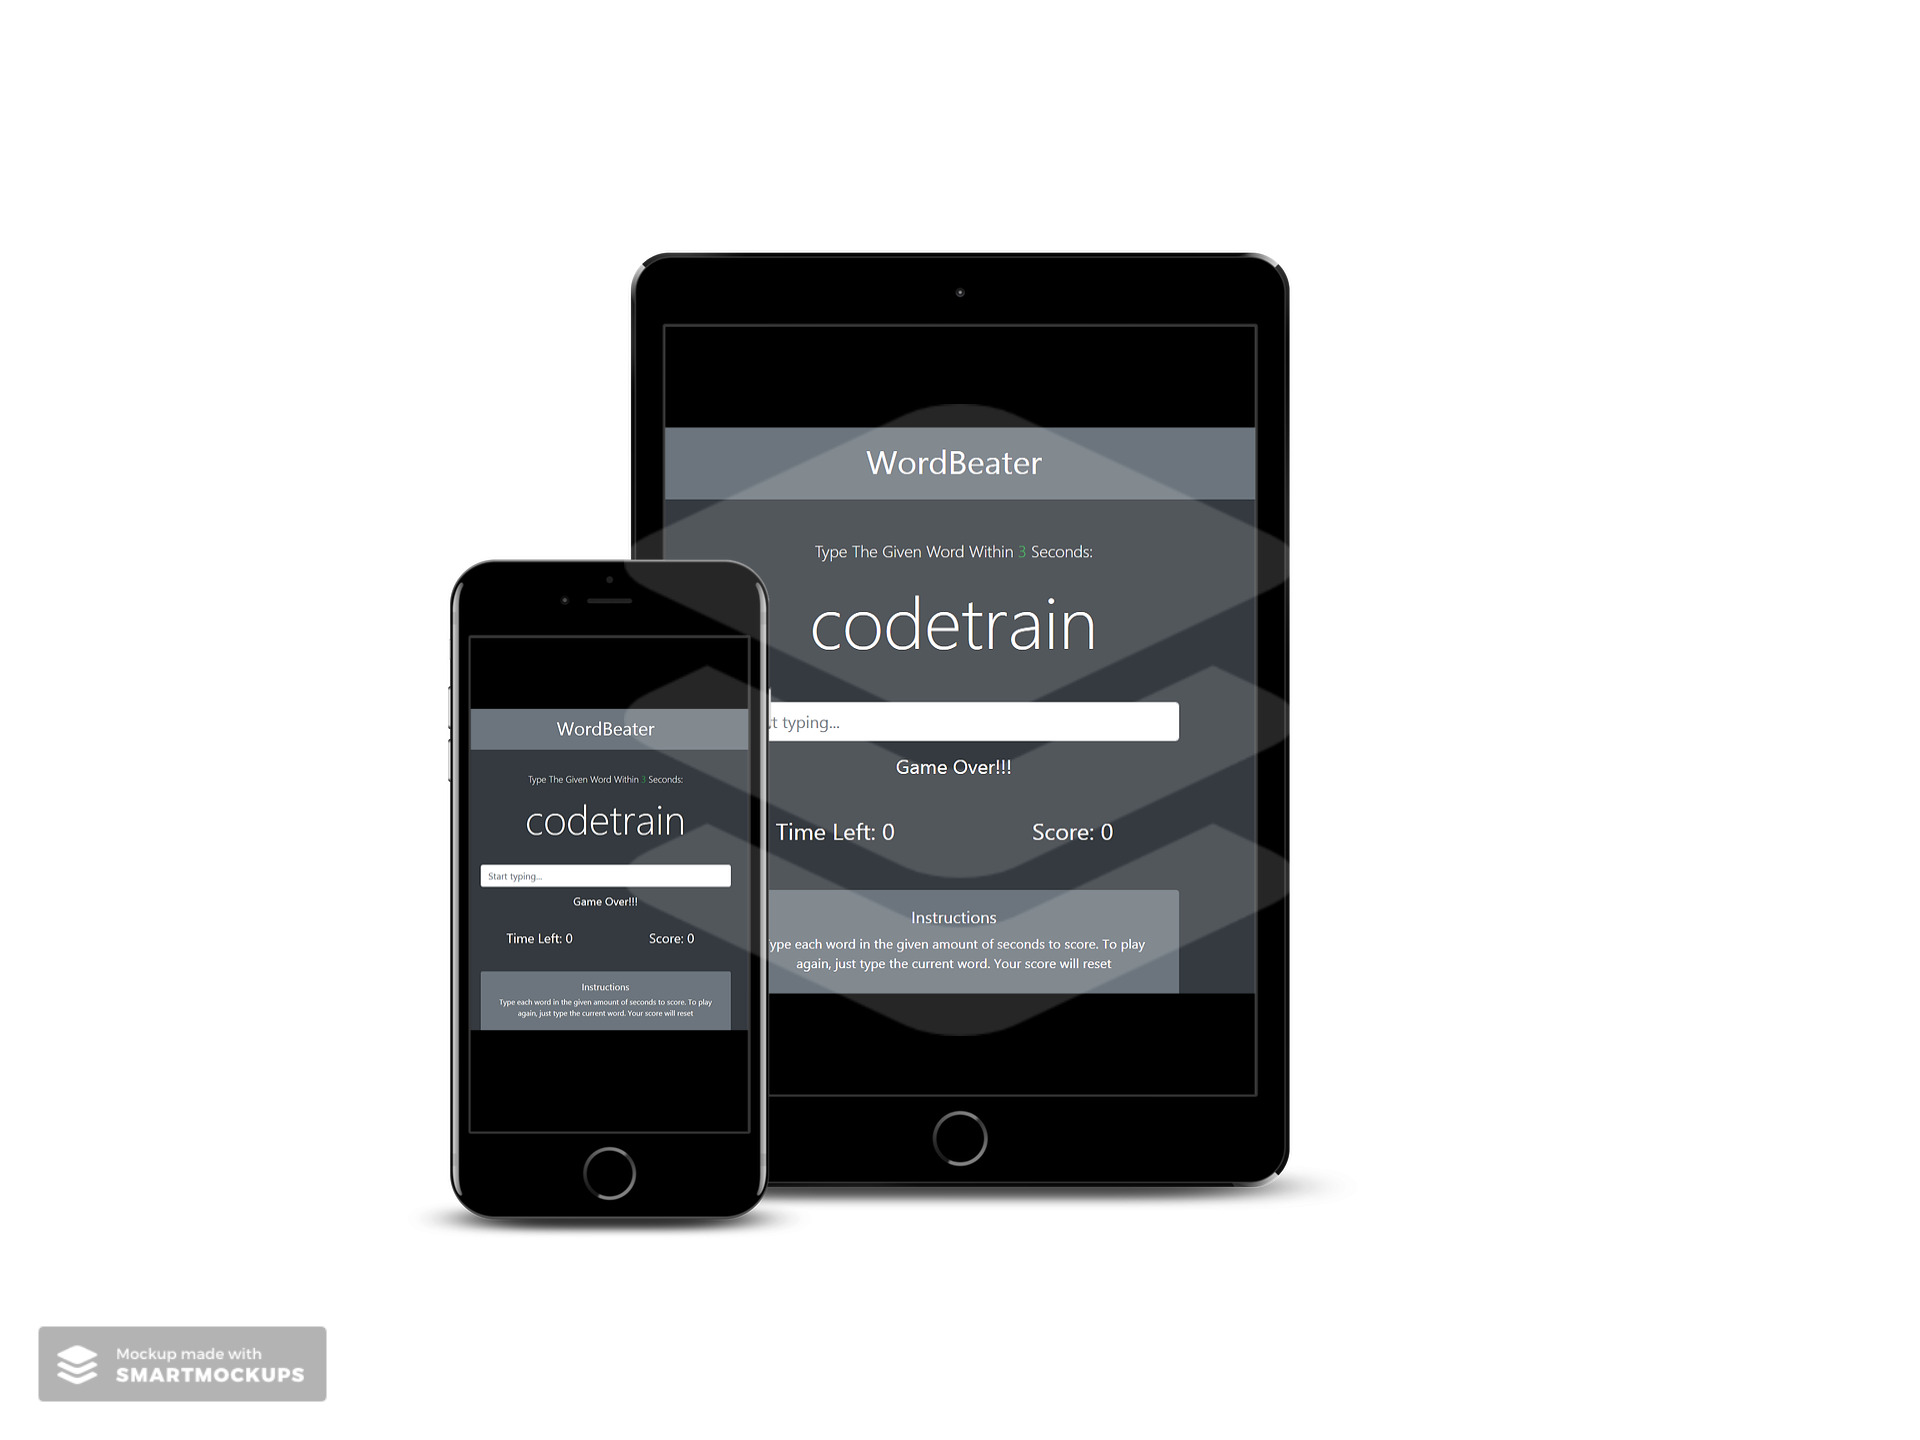 WordBeater
Type The Given Word Within 3 Seconds:
codetrain
t typing...
Game Over!!!
Time Left: 0 Score: 0
Instructions
ype each word in the given amount of seconds to score. To play
again, just type the current word. Your score will reset
WordBeater
Type The Given Word Within 3 Seconds:
codetrain
Start typing...
Game Over!!!
Time Left: 0 Score: 0
Instructions
Type each word in the given amount of seconds to score. To play
again, just type the current word. Your score will reset
Mockup made with
SMARTMOCKUPS